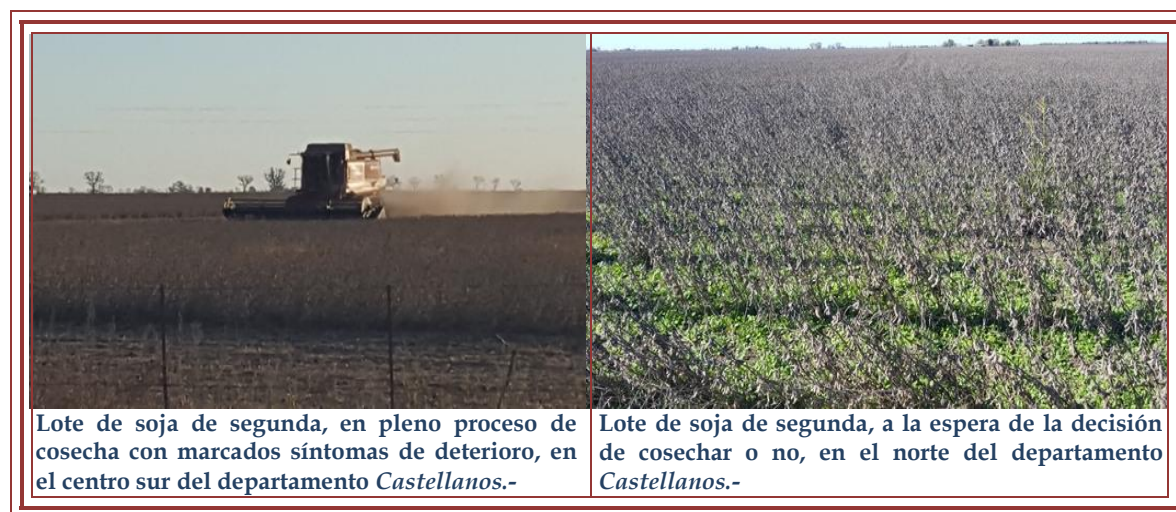 Lote de soja de segunda, en pleno proceso de
cosecha con marcados síntomas de deterioro, en
el centro sur del departamento Castellanos.-
Lote de soja de segunda, a la espera de la decisión
de cosechar o no, en el norte del departamento
Castellanos.-